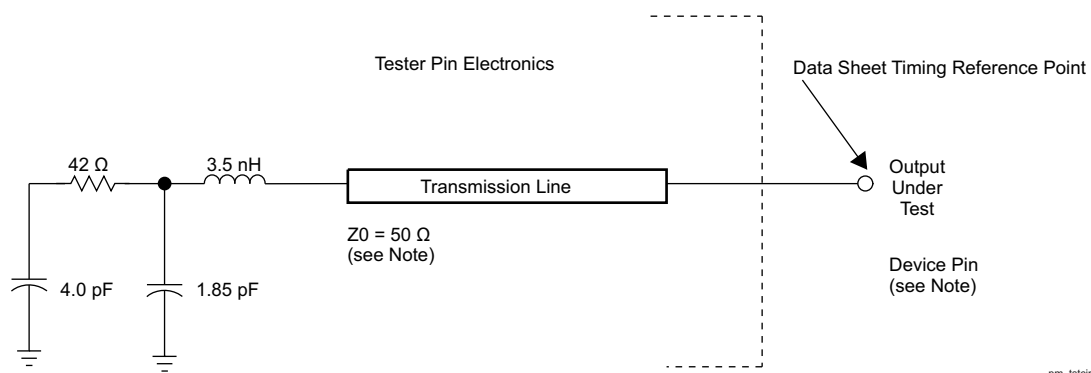 Tester Pin Electronics
Data Sheet Timing Reference Point
42 Ω
3.5 nH
Transmission Line
Output
Under
Test
Z0 = 50 Ω
(see Note)
4.0 pF
1.85 pF
Device Pin
(see Note)